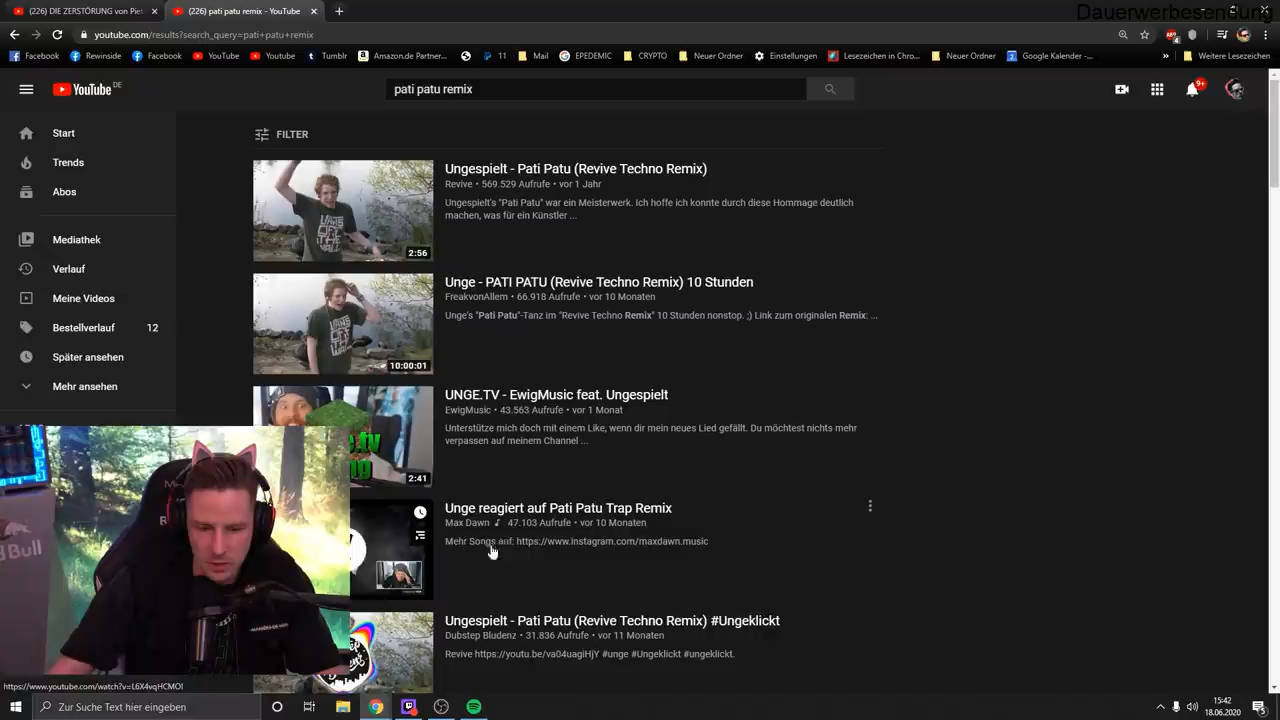 Dauerwerbesendung
(226) DIE ZERSTÖRUNG von Piet
(226) pati patu remix - YouTube
youtube.com/results?search_query=pati+patu+remix
Facebook
Rewinside
Facebook
YouTube
Youtube
Tumblr
Amazon.de Partner...
11
Mail
EPEDEMIC
CRYPTO
Neuer Ordner
Einstellungen
Lesezeichen in Chro...
Neuer Ordner
Google Kalender -...
»
Weitere Lesezeichen
YouTube DE
pati patu remix
9+
Start
Trends
Abos
Mediathek
Verlauf
Meine Videos
Bestellverlauf 12
Später ansehen
Mehr ansehen
FILTER
Ungespielt - Pati Patu (Revive Techno Remix)
Revive • 569.529 Aufrufe • vor 1 Jahr
Ungespielt's "Pati Patu" war ein Meisterwerk. Ich hoffe ich konnte durch diese Hommage deutlich
machen, was für ein Künstler ...
VANS
OFF
THE
WALL
2:56
Unge - PATI PATU (Revive Techno Remix) 10 Stunden
FreakvonAllem • 66.918 Aufrufe • vor 10 Monaten
Unge's "Pati Patu"-Tanz im "Revive Techno Remix" 10 Stunden nonstop. ;) Link zum originalen Remix: ...
VANS
OFF
THE
WALL
10:00:01
UNGE.TV - EwigMusic feat. Ungespielt
EwigMusic • 43.563 Aufrufe • vor 1 Monat
Unterstütze mich doch mit einem Like, wenn dir mein neues Lied gefällt. Du möchtest nichts mehr
verpassen auf meinem Channel ...
2:41
Unge reagiert auf Pati Patu Trap Remix
Max Dawn ♪ 47.103 Aufrufe • vor 10 Monaten
Mehr Songs auf: https://www.instagram.com/maxdawn.music
Ungespielt - Pati Patu (Revive Techno Remix) #Ungeklickt
Dubstep Bludenz • 31.836 Aufrufe • vor 11 Monaten
Revive https://youtu.be/va04uagiHjY #unge #Ungeklickt #ungeklickt.
Bull
https://www.youtube.com/watch?v=L6X4vqHCMOI
Zur Suche Text hier eingeben
15:42
18.06.2020